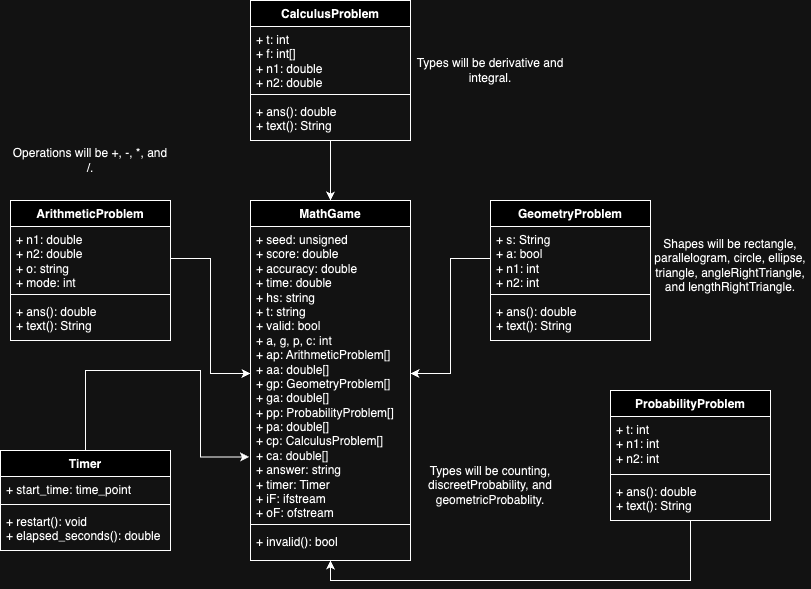 CalculusProblem
+ t: int
+ f: int[]
+ n1: double
+ n2: double
+ ans(): double
+ text(): String
Types will be derivative and
integral.
Operations will be +, -, *, and
/.
ArithmeticProblem
+ n1: double
+ n2: double
+ o: string
+ mode: int
+ ans(): double
+ text(): String
MathGame
+ seed: unsigned
+ score: double
+ accuracy: double
+ time: double
+ hs: string
+ t: string
+ valid: bool
+ a, g, p, c: int
+ ap: ArithmeticProblem[]
+ aa: double[]
+ gp: GeometryProblem[]
+ ga: double[]
+ pp: ProbabilityProblem[]
+ pa: double[]
+ cp: CalculusProblem[]
+ ca: double[]
+ answer: string
+ timer: Timer
+ iF: ifstream
+ oF: ofstream
+ invalid(): bool
GeometryProblem
+ s: String
+ a: bool
+ n1: int
+ n2: int
+ ans(): double
+ text(): String
Shapes will be rectangle,
parallelogram, circle, ellipse,
triangle, angleRightTriangle,
and lengthRightTriangle.
Timer
+ start_time: time_point
+ restart(): void
+ elapsed_seconds(): double
Types will be counting,
discreetProbability, and
geometricProbablity.
ProbabilityProblem
+ t: int
+ n1: int
+ n2: int
+ ans(): double
+ text(): String